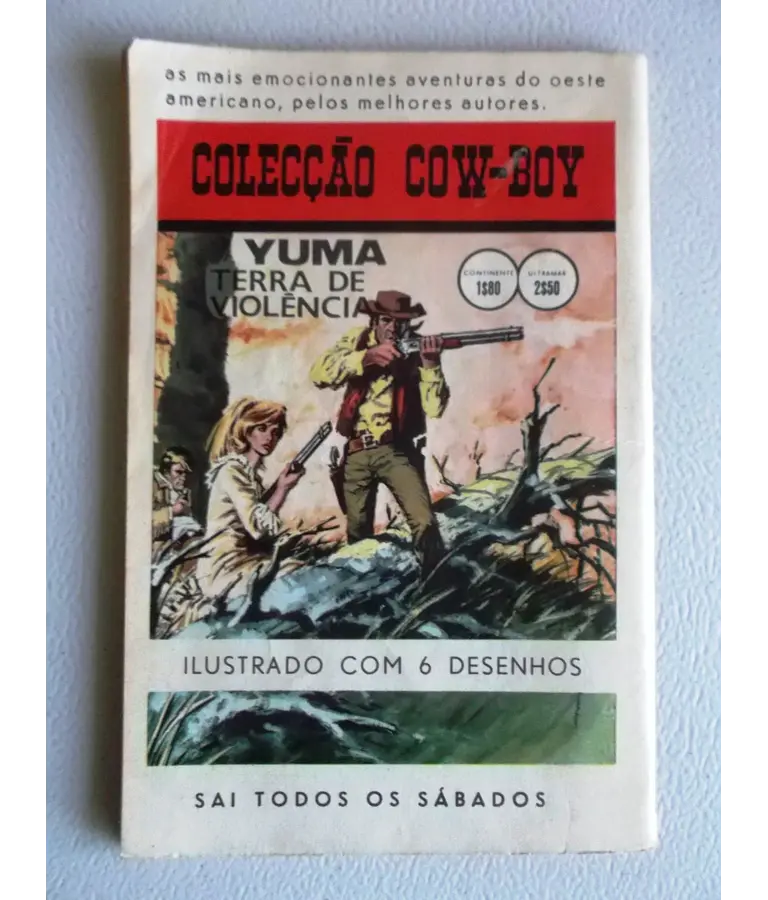 as mais emocionantes aventuras do oeste
americano, pelos melhores autores.
COLECÇÃO COW-BOY
YUMA
TERRA DE
VIOLÊNCIA
CONTINENTE
1$80
ULTRAMAR
2$50
ILUSTRADO COM 6 DESENHOS
SAI TODOS OS SÁBADOS